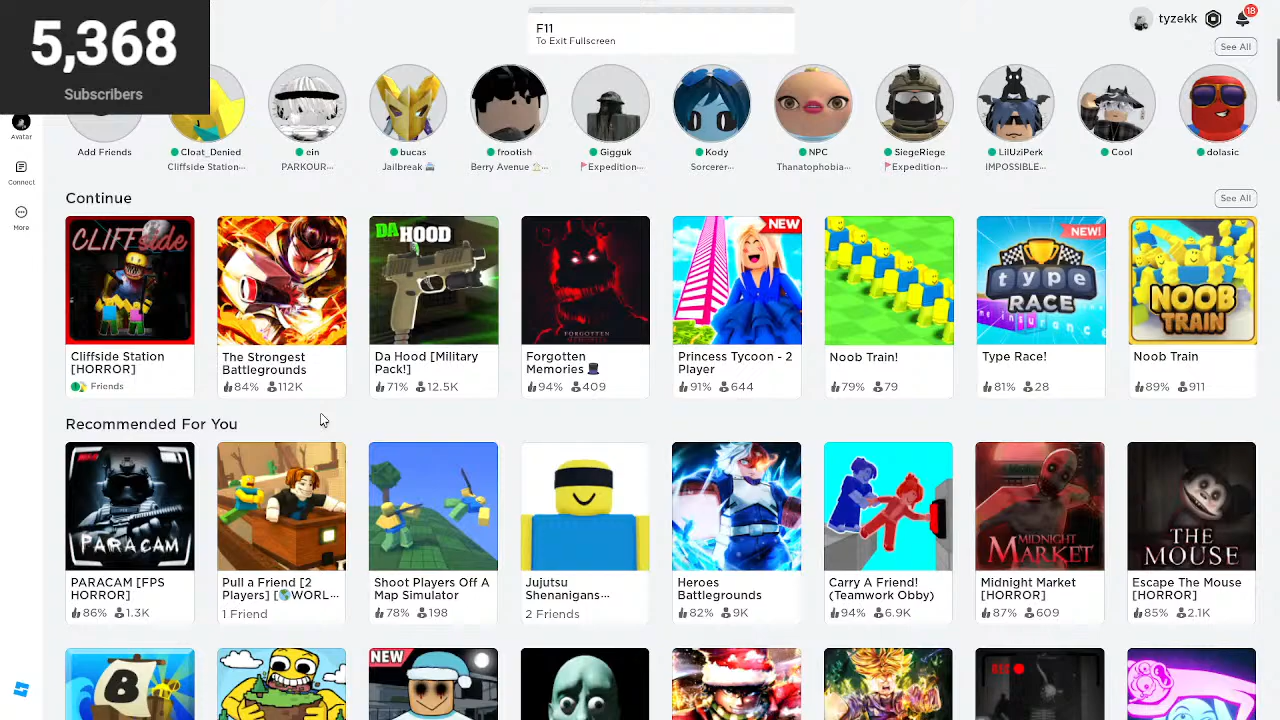 5,368
Subscribers
F11
To Exit Fullscreen
tyzekk
18
See All
Avatar
Connect
More
Add Friends
Cloat_Denied
Cliffside Station...
ein
PARKOUR...
bucas
Jailbreak
frootish
Berry Avenue
Gigguk
Expedition...
Kody
Sorcerer...
NPC
Thanatophobia...
SiegeRiege
Expedition...
LilUziPerk
IMPOSSIBLE...
Cool
dolasic
Continue
See All
CLIFFside
DA HOOD
FORGOTTEN
MEMORIES
NEW
NEW!
type
RACE
NOOB
TRAIN
Cliffside Station
[HORROR]
Friends
The Strongest
Battlegrounds
84% 112K
Da Hood [Military
Pack!]
71% 12.5K
Forgotten
Memories
94% 409
Princess Tycoon - 2
Player
91% 644
Noob Train!
79% 79
Type Race!
81% 28
Noob Train
89% 911
Recommended For You
PARACAM
MIDNIGHT
MARKET
THE
MOUSE
PARACAM [FPS
HORROR]
86% 1.3K
Pull a Friend [2
Players] [WORL...
1 Friend
Shoot Players Off A
Map Simulator
78% 198
Jujutsu
Shenanigans...
2 Friends
Heroes
Battlegrounds
82% 9K
Carry A Friend!
(Teamwork Obby)
94% 6.9K
Midnight Market
[HORROR]
87% 609
Escape The Mouse
[HORROR]
85% 2.1K
B
NEW